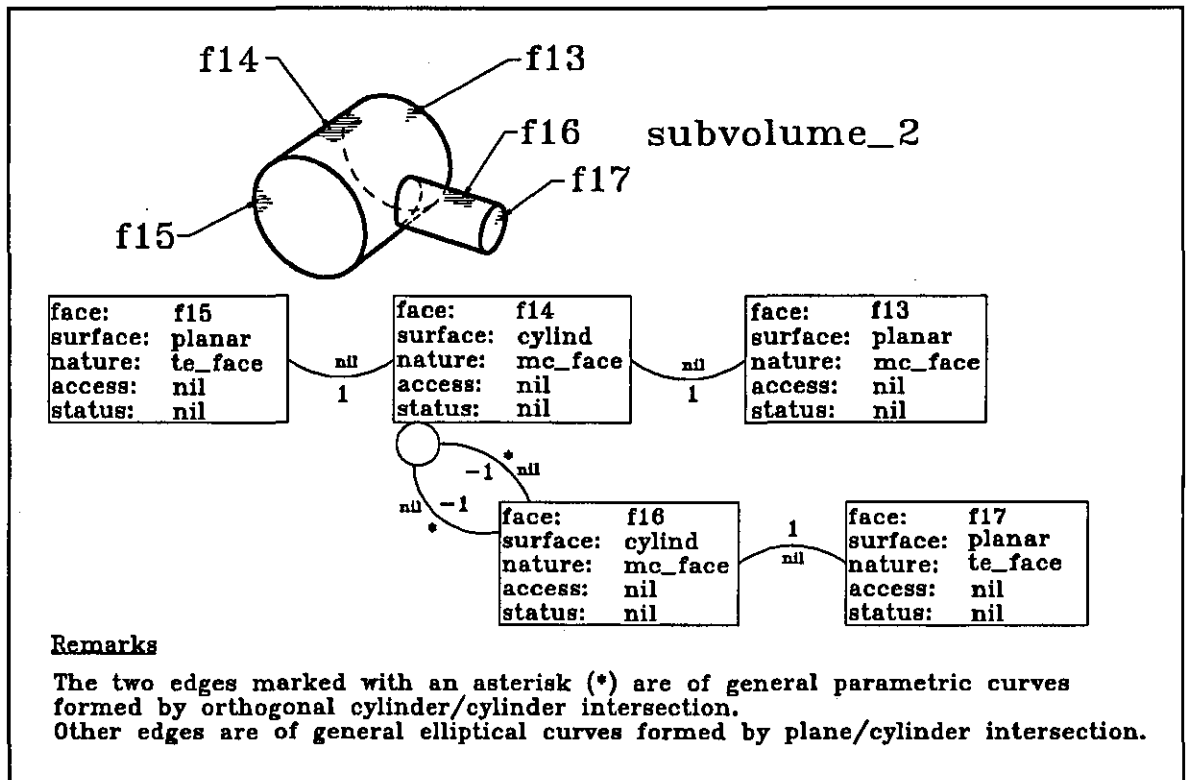 f14
f13
f16
subvolume_2
f17
f15
face: f15
surface: planar
nature: te_face
access: nil
status: nil
nil
1
face: f14
surface: cylind
nature: mc_face
access: nil
status: nil
nil
1
face: f13
surface: planar
nature: mc_face
access: nil
status: nil
* nil
-1
nil -1
*
face: f16
surface: cylind
nature: mc_face
access: nil
status: nil
1
nil
face: f17
surface: planar
nature: te_face
access: nil
status: nil
Remarks
The two edges marked with an asterisk (*) are of general parametric curves
formed by orthogonal cylinder/cylinder intersection.
Other edges are of general elliptical curves formed by plane/cylinder intersection.